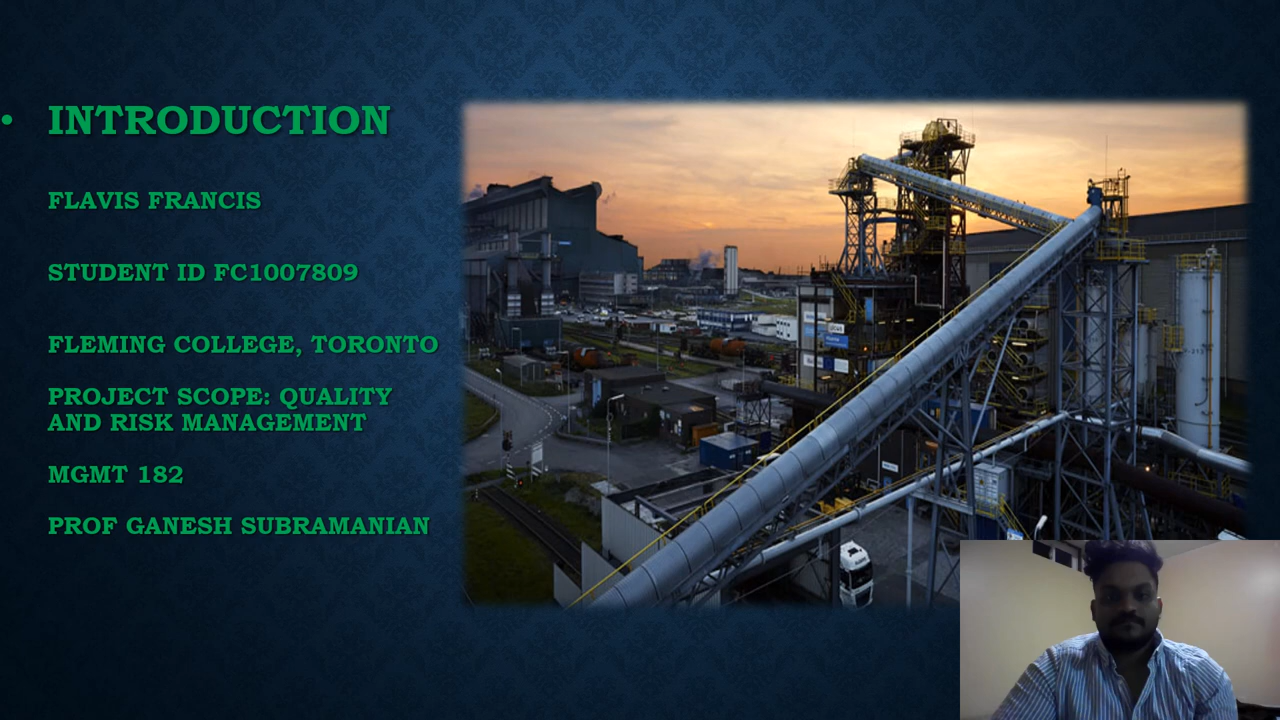 • INTRODUCTION
FLAVIS FRANCIS
STUDENT ID FC1007809
FLEMING COLLEGE, TORONTO
PROJECT SCOPE: QUALITY
AND RISK MANAGEMENT
MGMT 182
PROF GANESH SUBRAMANIAN